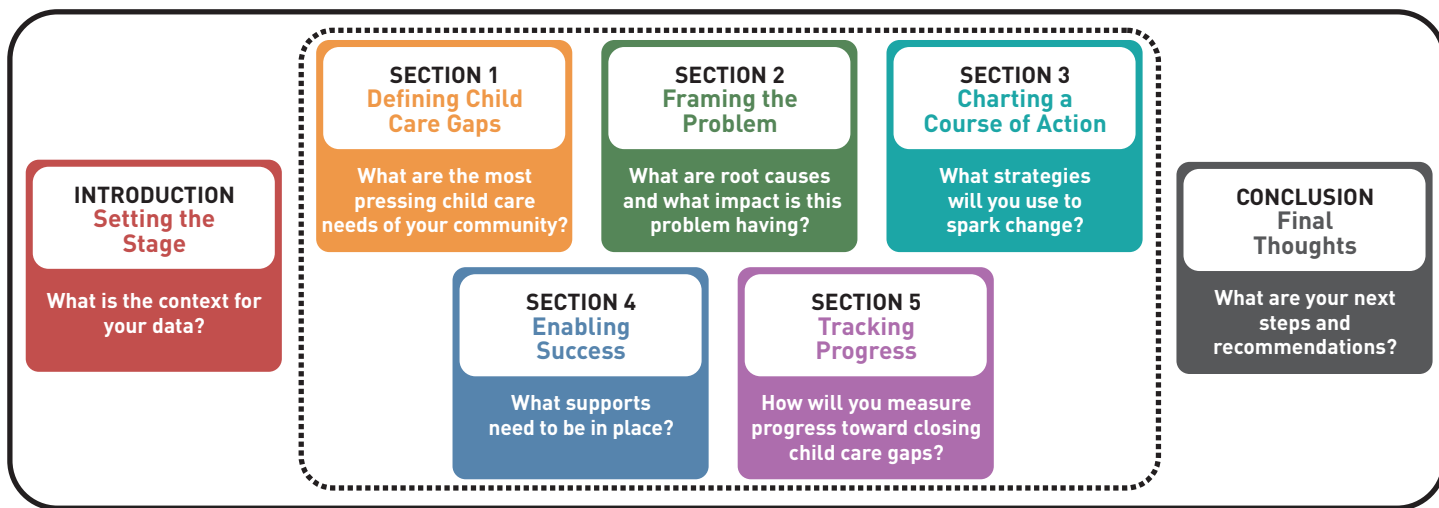 INTRODUCTION
Setting the
Stage
What is the context for
your data?
SECTION 1
Defining Child
Care Gaps
What are the most
pressing child care
needs of your community?
SECTION 2
Framing the
Problem
What are root causes
and what impact is this
problem having?
SECTION 3
Charting a
Course of Action
What strategies
will you use to
spark change?
SECTION 4
Enabling
Success
What supports
need to be in place?
SECTION 5
Tracking
Progress
How will you measure
progress toward closing
child care gaps?
CONCLUSION
Final
Thoughts
What are your next
steps and
recommendations?